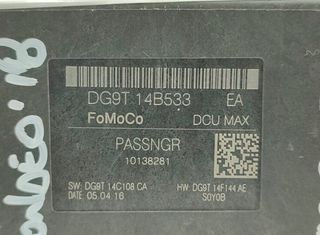 DG9T 14B533 EA
FoMoCo DCU MAX
PASSNGR
10138281
SW: DG9T 14C108 CA HW: DG9T 14F144 AE
DATE 05.04.16 S0Y0B